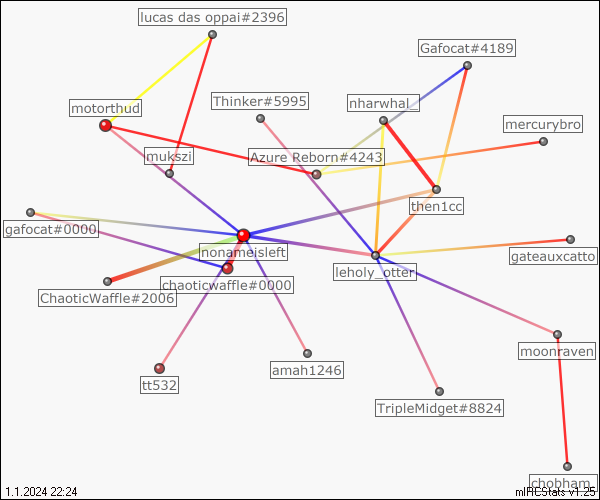 lucas das oppai#2396
Gafocat#4189
Thinker#5995
nharwhal_
motorthud
mercurybro
mukszi
Azure Reborn#4243
then1cc
gafocat#0000
nonameisleft
gateauxcatto
leholy_otter
chaoticwaffle#0000
ChaoticWaffle#2006
moonraven
amah1246
tt532
TripleMidget#8824
chobham_
1.1.2024 22:24
mIRCStats v1.25